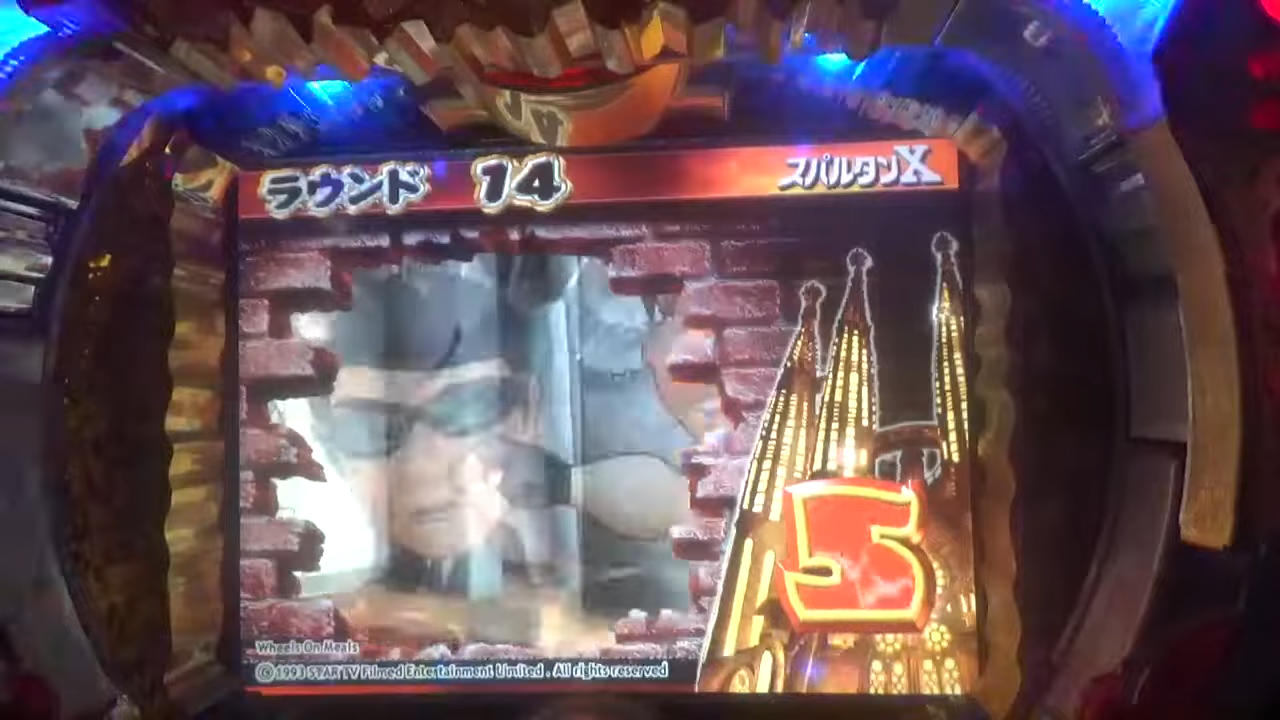 ラウンド 14
スパルタンX
5
Wheels On Meals
©1993 STAR TV Filmed Entertainment Limited. All rights reserved